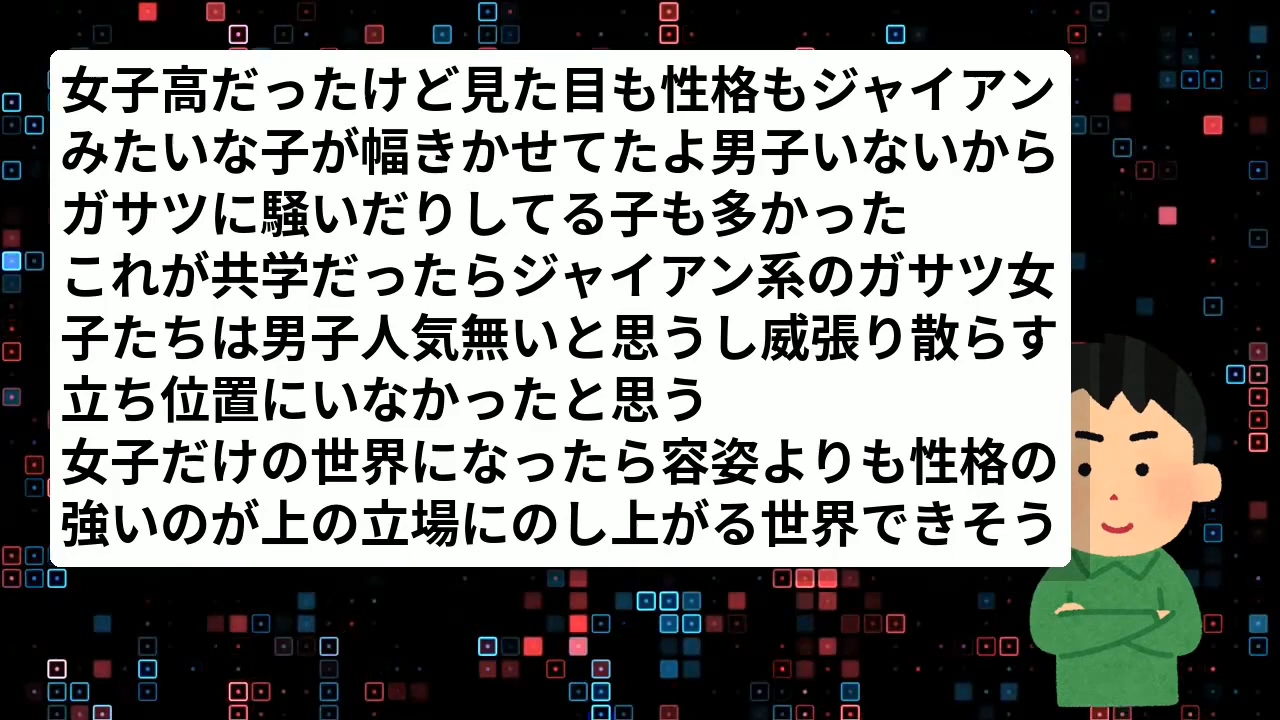 女子高だったけど見た目も性格もジャイアン
みたいな子が幅きかせてたよ男子いないから
ガサツに騒いだりしてる子も多かった
これが共学だったらジャイアン系のガサツ女
子たちは男子人気無いと思うし威張り散らす
立ち位置にいなかったと思う
女子だけの世界になったら容姿よりも性格の
強いのが上の立場にのし上がる世界できそう